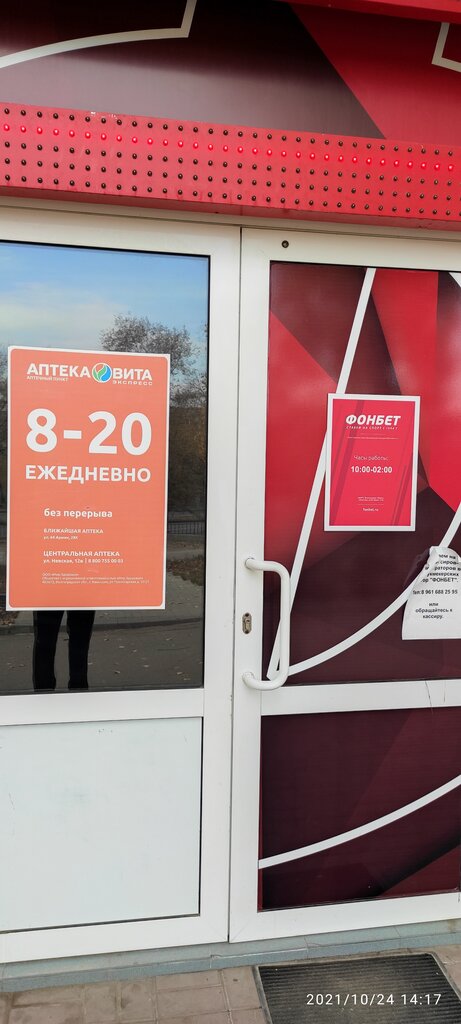 АПТЕКА ВИТА
АПТЕЧНЫЙ ПУНКТ
ЭКСПРЕСС
8-20
ЕЖЕДНЕВНО
без перерыва
БЛИЖАЙШАЯ АПТЕКА
ЦЕНТРАЛЬНАЯ АПТЕКА
ул. Невская, 12а | 8 800 755 00 03
ФОНБЕТ
Часы работы:
10:00-02:00
fonbet.ru
"ФОНБЕТ".
или
обращайтесь к
кассиру.
2021/10/24 14:17